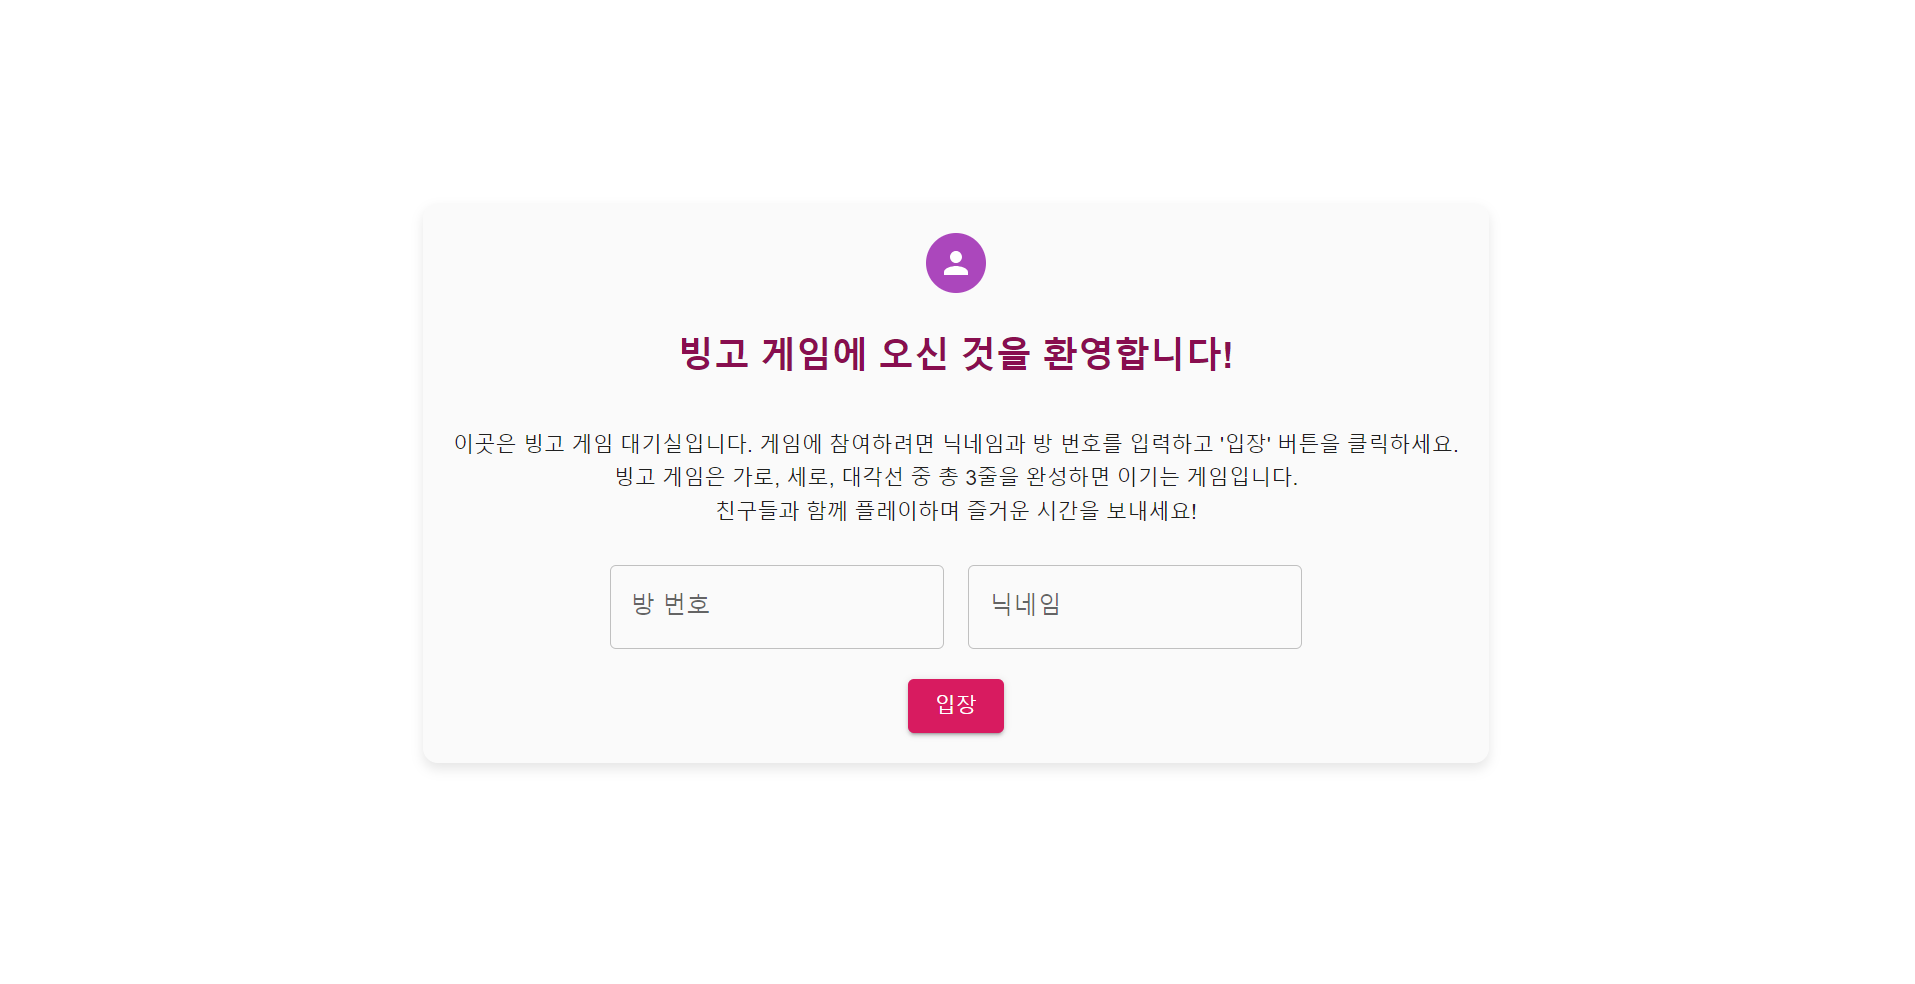 빙고 게임에 오신 것을 환영합니다!
이곳은 빙고 게임 대기실입니다. 게임에 참여하려면 닉네임과 방 번호를 입력하고 '입장' 버튼을 클릭하세요.
빙고 게임은 가로, 세로, 대각선 중 총 3줄을 완성하면 이기는 게임입니다.
친구들과 함께 플레이하며 즐거운 시간을 보내세요!
방 번호
닉네임
입장